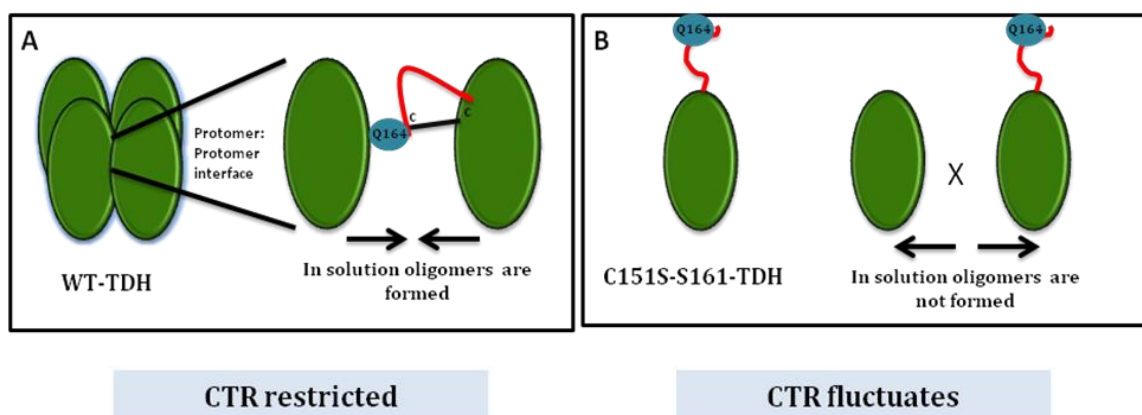 A
Protomer:
Protomer
interface
Q164
C
C
WT-TDH
In solution oligomers are
formed
B
Q164
Q164
X
C151S-S161-TDH
In solution oligomers are
not formed
CTR restricted
CTR fluctuates